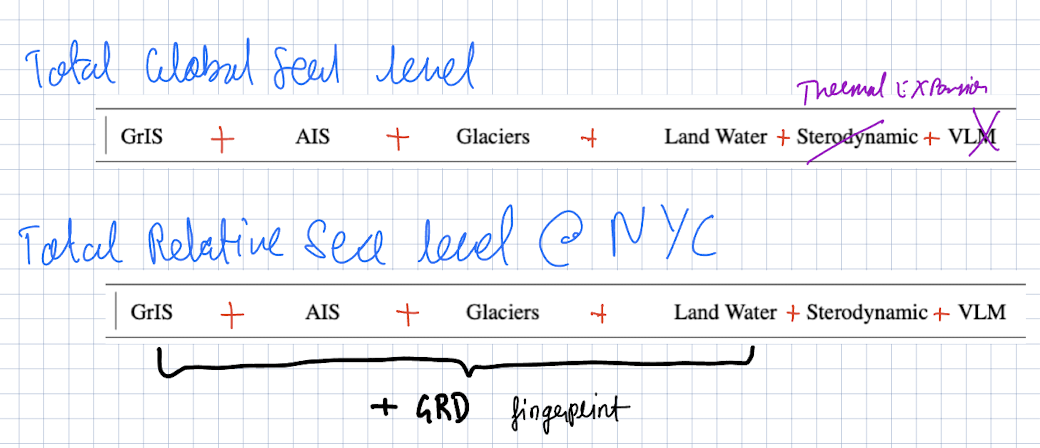 Total Global Sea level
Thermal Expansion
GrIS + AIS + Glaciers + Land Water + Sterodynamic + VLM
Total Relative Sea level @ NYC
GrIS + AIS + Glaciers + Land Water + Sterodynamic + VLM
+ GRD fingerprint